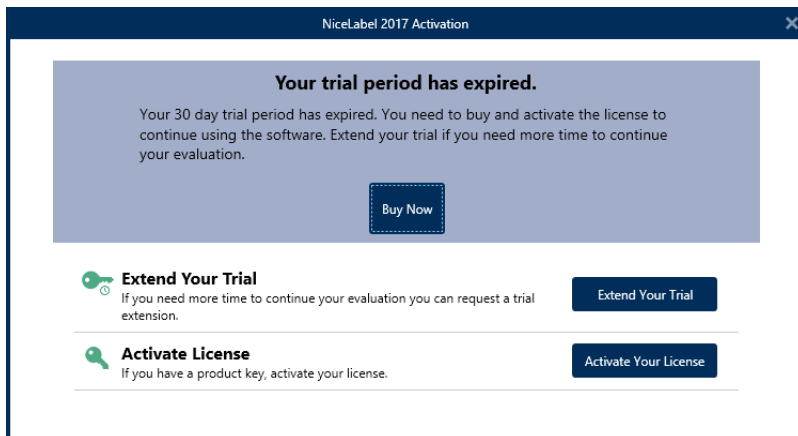 NiceLabel 2017 Activation
Your trial period has expired.
Your 30 day trial period has expired. You need to buy and activate the license to
continue using the software. Extend your trial if you need more time to continue
your evaluation.
Buy Now
Extend Your Trial
If you need more time to continue your evaluation you can request a trial
extension.
Extend Your Trial
Activate License
If you have a product key, activate your license.
Activate Your License